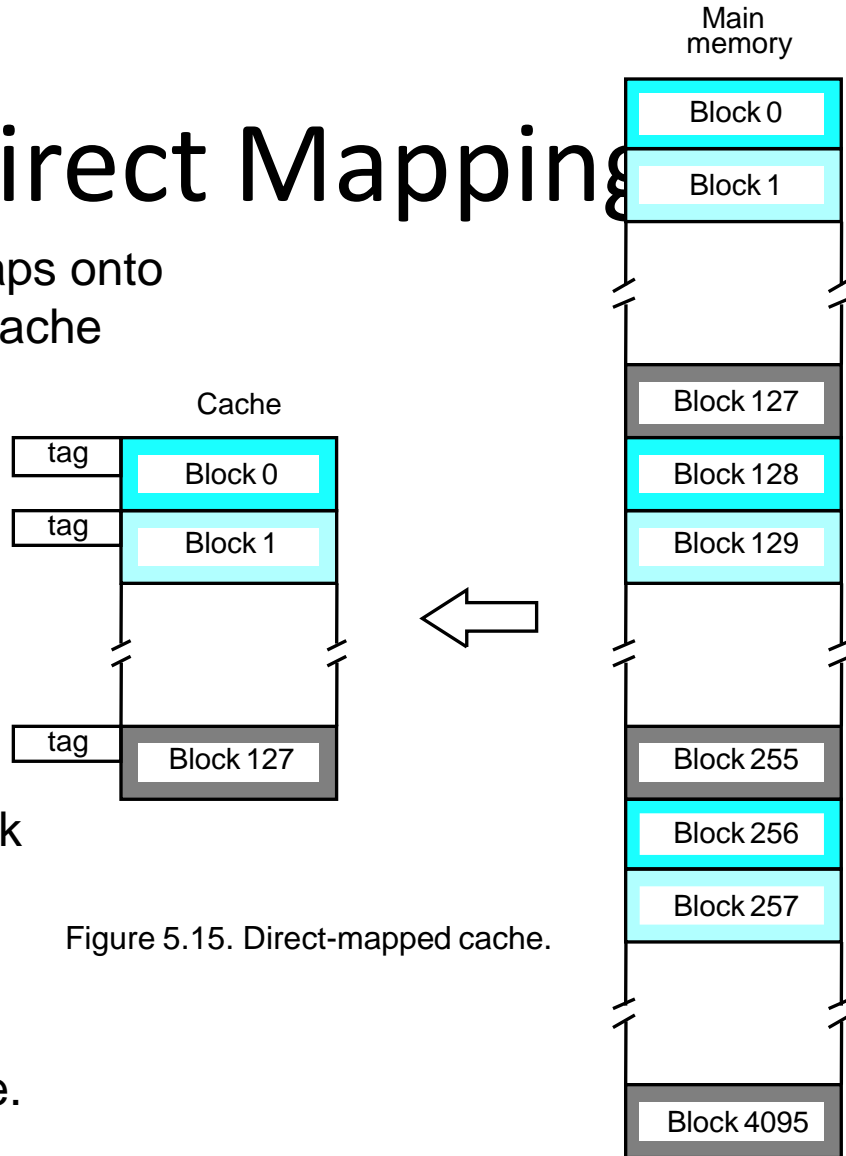 irect Mapping
aps onto
ache
Cache
tag
Block 0
tag
Block 1
tag
Block 127
k
Figure 5.15. Direct-mapped cache.
e.
Main
memory
Block 0
Block 1
Block 127
Block 128
Block 129
Block 255
Block 256
Block 257
Block 4095